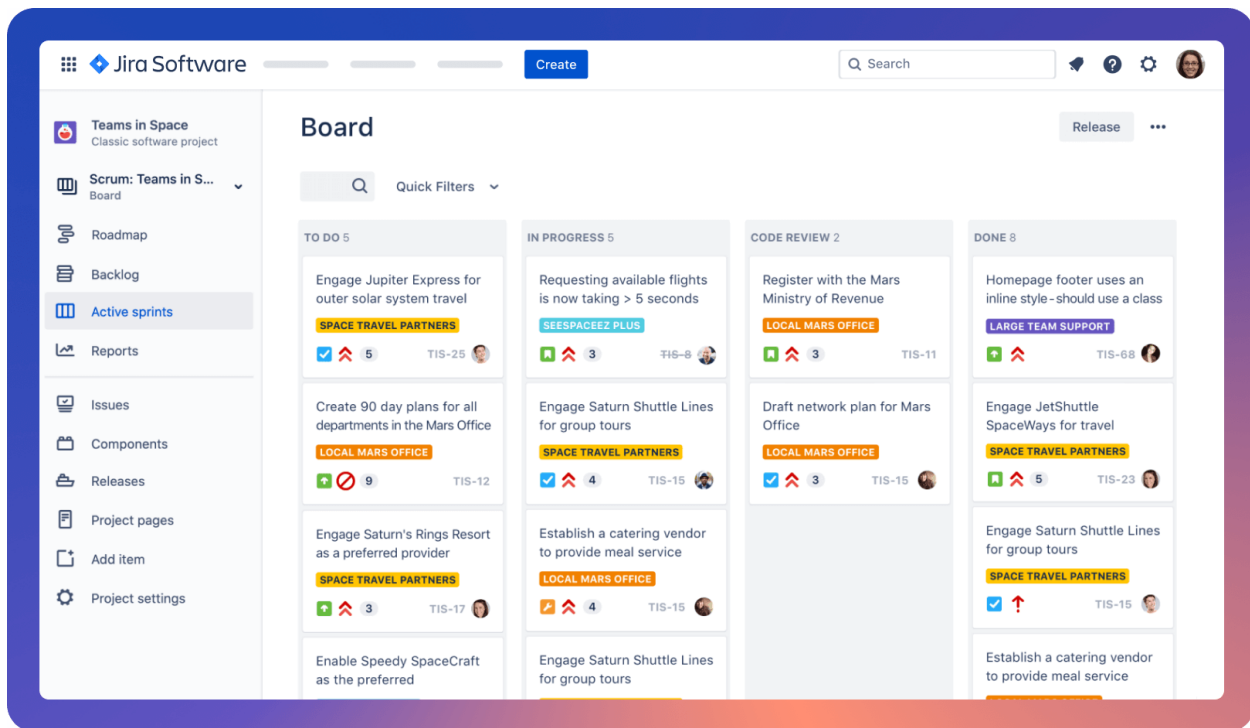 Jira Software
Create
Search
Teams in Space
Classic software project
Scrum: Teams in S...
Board
Roadmap
Backlog
Active sprints
Reports
Issues
Components
Releases
Project pages
Add item
Project settings
Board
Release
Quick Filters
TO DO 5
Engage Jupiter Express for
outer solar system travel
SPACE TRAVEL PARTNERS
5 TIS-25
Create 90 day plans for all
departments in the Mars Office
LOCAL MARS OFFICE
9 TIS-12
Engage Saturn's Rings Resort
as a preferred provider
SPACE TRAVEL PARTNERS
3 TIS-17
Enable Speedy SpaceCraft
as the preferred
IN PROGRESS 5
Requesting available flights
is now taking > 5 seconds
SEESPACEEZ PLUS
3 TIS-8
Engage Saturn Shuttle Lines
for group tours
SPACE TRAVEL PARTNERS
4 TIS-15
Establish a catering vendor
to provide meal service
LOCAL MARS OFFICE
4 TIS-15
Engage Saturn Shuttle Lines
for group tours
CODE REVIEW 2
Register with the Mars
Ministry of Revenue
LOCAL MARS OFFICE
3 TIS-11
Draft network plan for Mars
Office
LOCAL MARS OFFICE
3 TIS-15
DONE 8
Homepage footer uses an
inline style - should use a class
LARGE TEAM SUPPORT
TIS-68
Engage JetShuttle
SpaceWays for travel
SPACE TRAVEL PARTNERS
5 TIS-23
Engage Saturn Shuttle Lines
for group tours
SPACE TRAVEL PARTNERS
TIS-15
Establish a catering vendor
to provide meal service